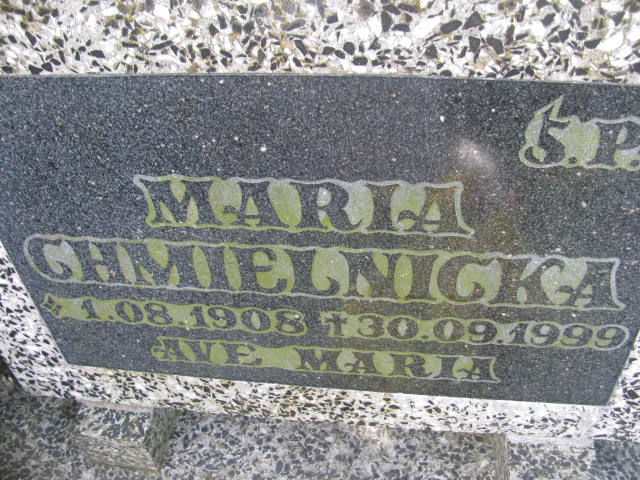 Ś.P.
MARIA
CHMIELNICKA
* 1.08.1908 ✝ 30.09.1999
AVE MARIA